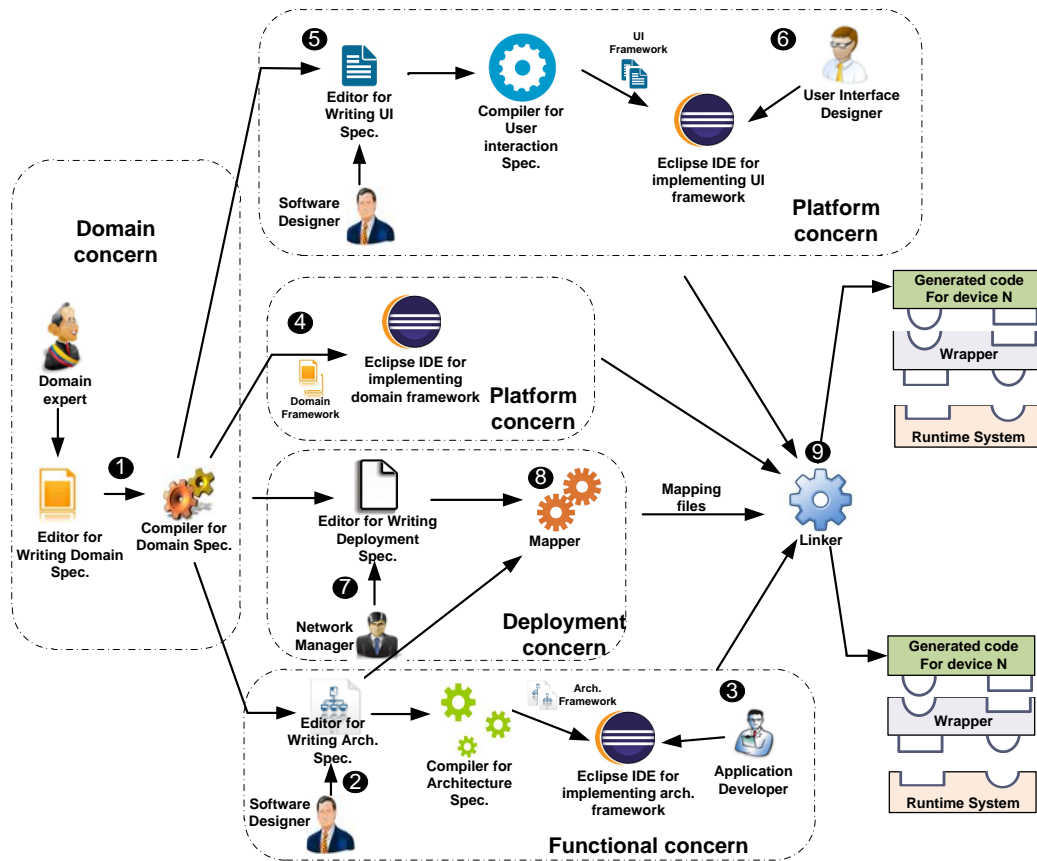 5
Editor for
Writing UI
Spec.
Compiler for
User
interaction
Spec.
UI
Framework
6
User Interface
Designer
Eclipse IDE for
implementing UI
framework
Software
Designer
Platform
concern
Domain
concern
Domain
expert
1
Editor for
Writing Domain
Spec.
Compiler for
Domain Spec.
4
Domain
Framework
Eclipse IDE for
implementing
domain framework
Platform
concern
Editor for Writing
Deployment
Spec.
8
Mapper
7
Network
Manager
Deployment
concern
Mapping
files
9
Linker
Editor for
Writing Arch.
Spec.
2
Software
Designer
Compiler for
Architecture
Spec.
Arch.
Framework
Eclipse IDE for
implementing arch.
framework
3
Application
Developer
Functional concern
Generated code
For device N
Wrapper
Runtime System
Generated code
For device N
Wrapper
Runtime System